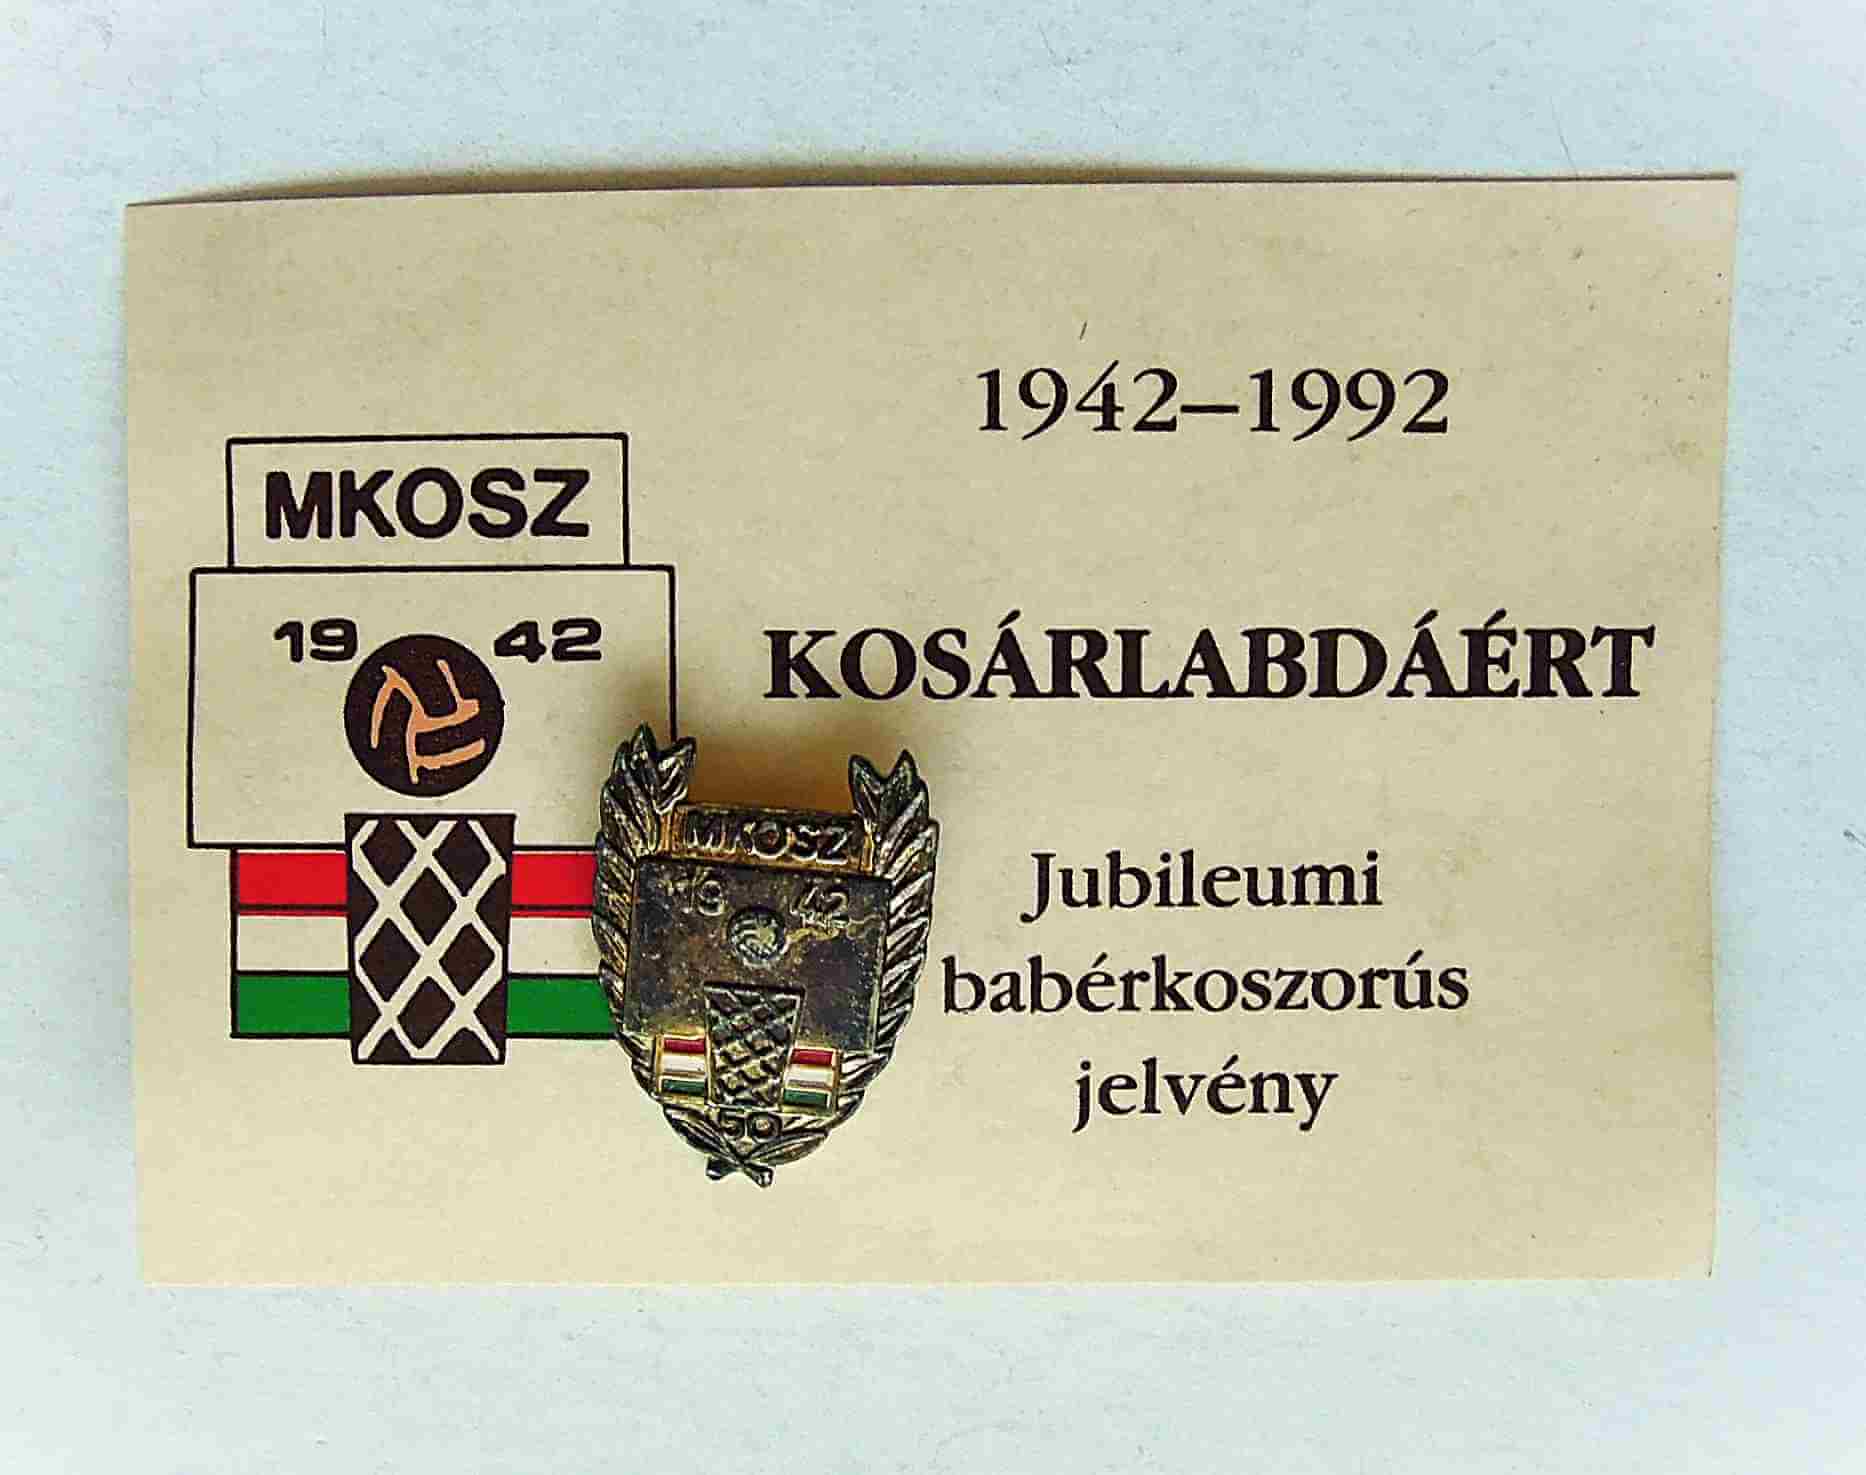 1942–1992
MKOSZ
19 42
KOSÁRLABDÁÉRT
MKOSZ
19 42
50
Jubileumi
babérkoszorús
jelvény